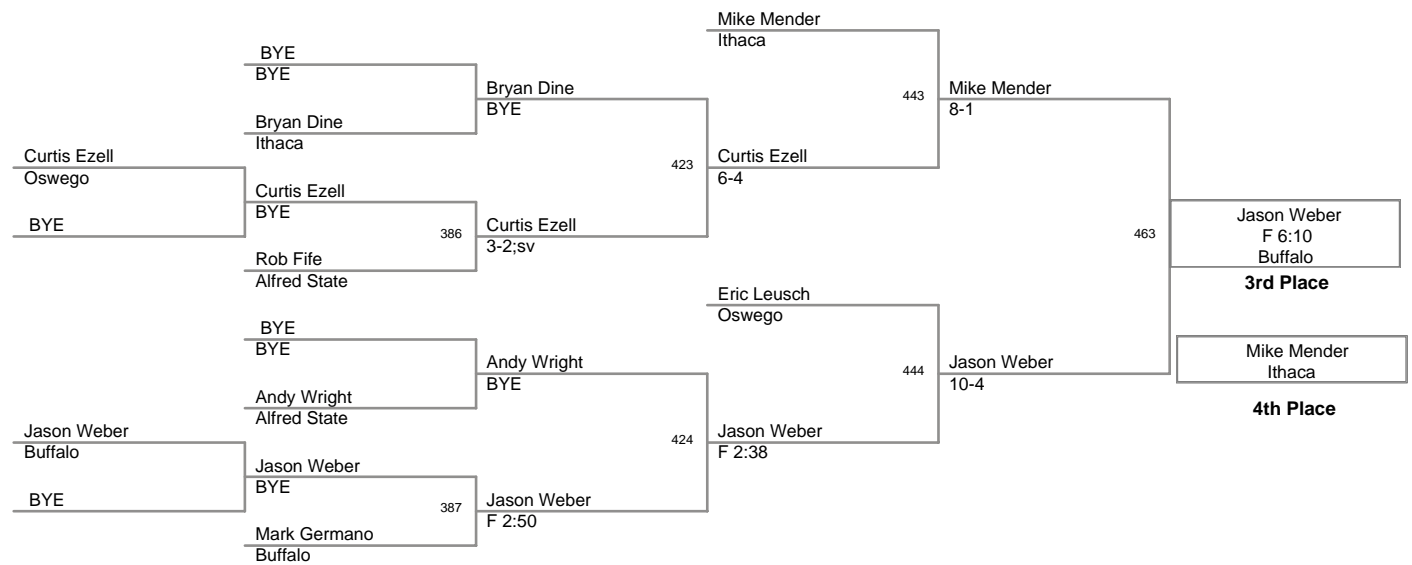 Mike Mender
Ithaca
BYE
BYE
Bryan Dine
BYE
443
Mike Mender
8-1
Bryan Dine
Ithaca
Curtis Ezell
Oswego
423
Curtis Ezell
6-4
Curtis Ezell
BYE
BYE
386
Curtis Ezell
3-2;sv
463
Jason Weber
F 6:10
Buffalo
3rd Place
Rob Fife
Alfred State
Eric Leusch
Oswego
BYE
BYE
Andy Wright
BYE
444
Jason Weber
10-4
Mike Mender
Ithaca
4th Place
Andy Wright
Alfred State
Jason Weber
Buffalo
424
Jason Weber
F 2:38
Jason Weber
BYE
BYE
387
Jason Weber
F 2:50
Mark Germano
Buffalo